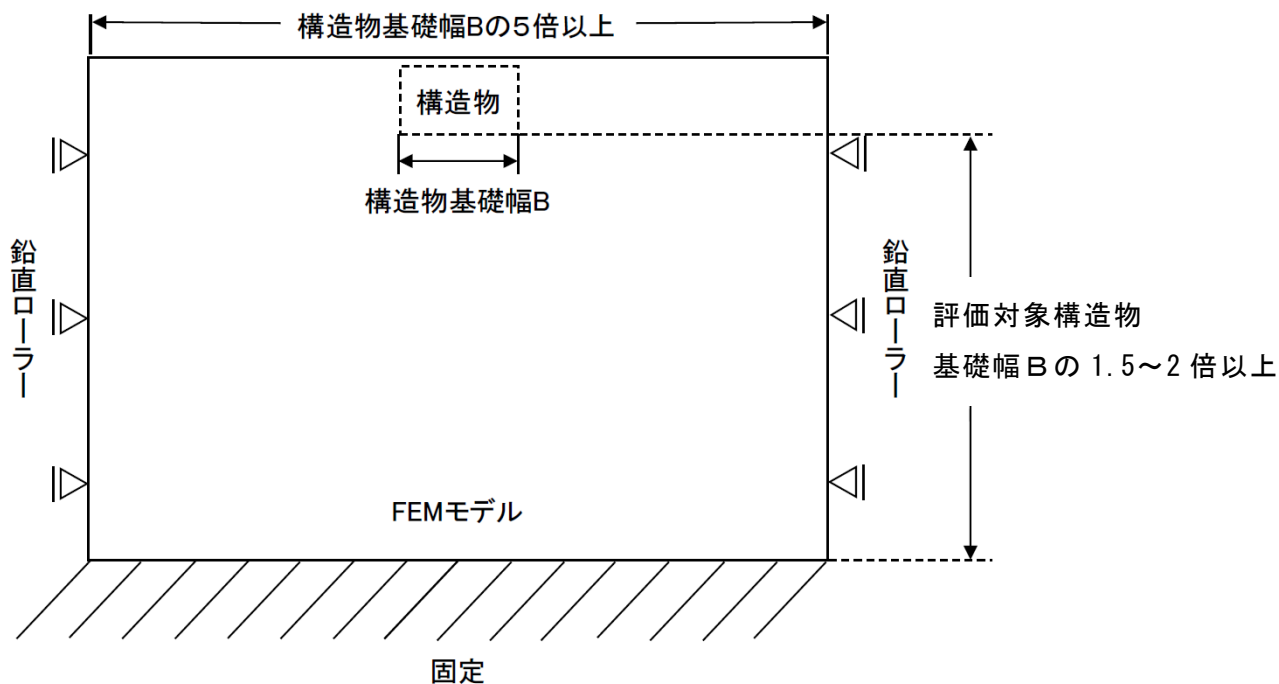 構造物基礎幅Bの5倍以上
構造物
構造物基礎幅B
鉛直ローラー
鉛直ローラー
評価対象構造物
基礎幅Bの1.5~2倍以上
FEMモデル
固定